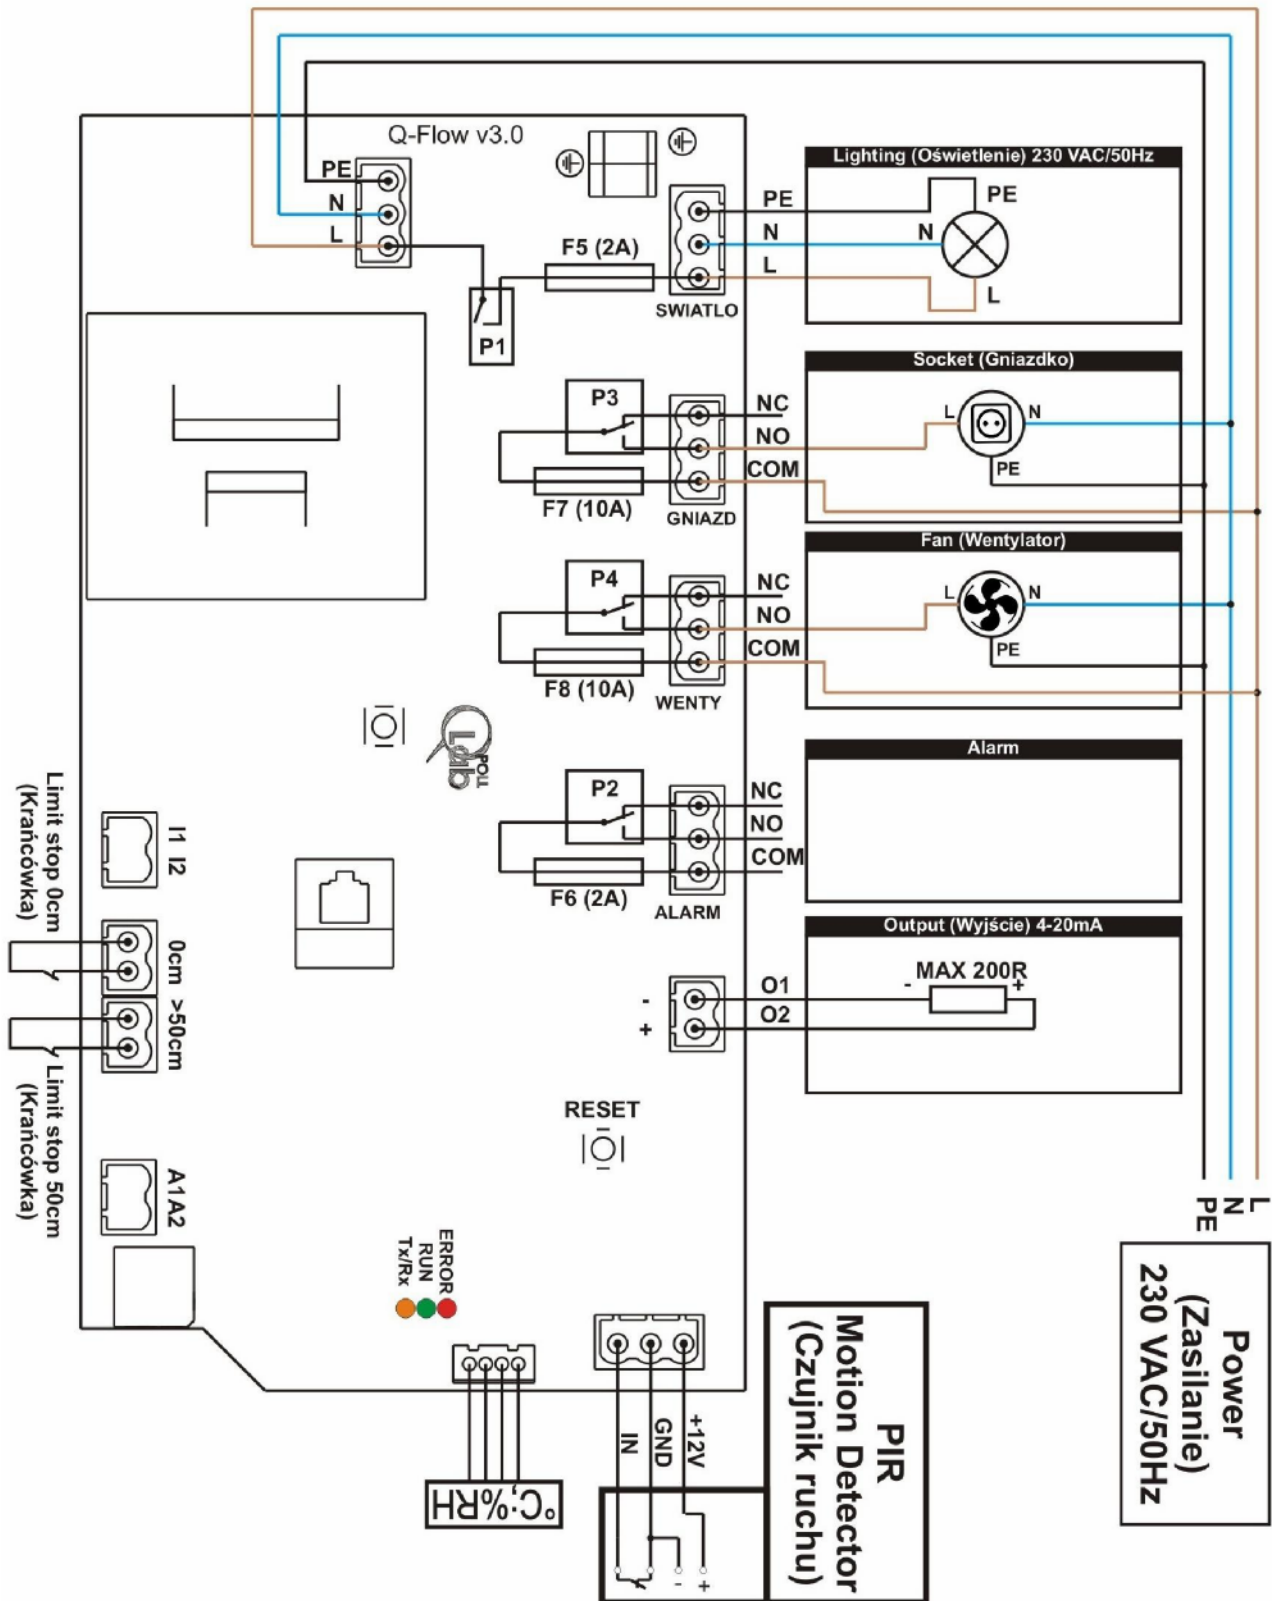 Q-Flow v3.0
PE
N
L
F5 (2A)
P1
PE
N
L
SWIATLO
Lighting (Oświetlenie) 230 VAC/50Hz
PE
N
L
P3
F7 (10A)
NC
NO
COM
GNIAZD
Socket (Gniazdko)
L
N
PE
P4
F8 (10A)
NC
NO
COM
WENTY
Fan (Wentylator)
L
N
PE
POLL
Lab
P2
F6 (2A)
NC
NO
COM
ALARM
Alarm
Limit stop 0cm
(Krańcówka)
I1 I2
0cm >50cm
Limit stop 50cm
(Krańcówka)
A1A2
Output (Wyjście) 4-20mA
MAX 200R
-
+
-
+
O1
O2
RESET
ERROR
RUN
Tx/Rx
L
N
PE
Power
(Zasilanie)
230 VAC/50Hz
PIR
Motion Detector
(Czujnik ruchu)
+12V
GND
IN
-
+
°C;%RH